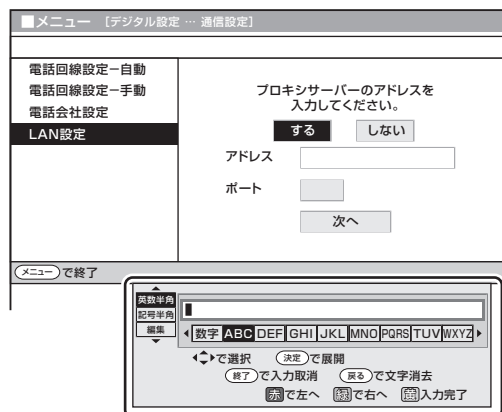 ■メニュー [デジタル設定 … 通信設定]
電話回線設定－自動
電話回線設定－手動
電話会社設定
LAN設定
プロキシサーバーのアドレスを
入力してください。
する しない
アドレス
ポート
次へ
メニュー で終了
英数半角
記号半角
編集
数字 ABC DEF GHI JKL MNO PQRS TUV WXYZ
で選択 決定 で展開
終了 で入力取消 戻る で文字消去
赤 で左へ 緑 で右へ 黄 入力完了